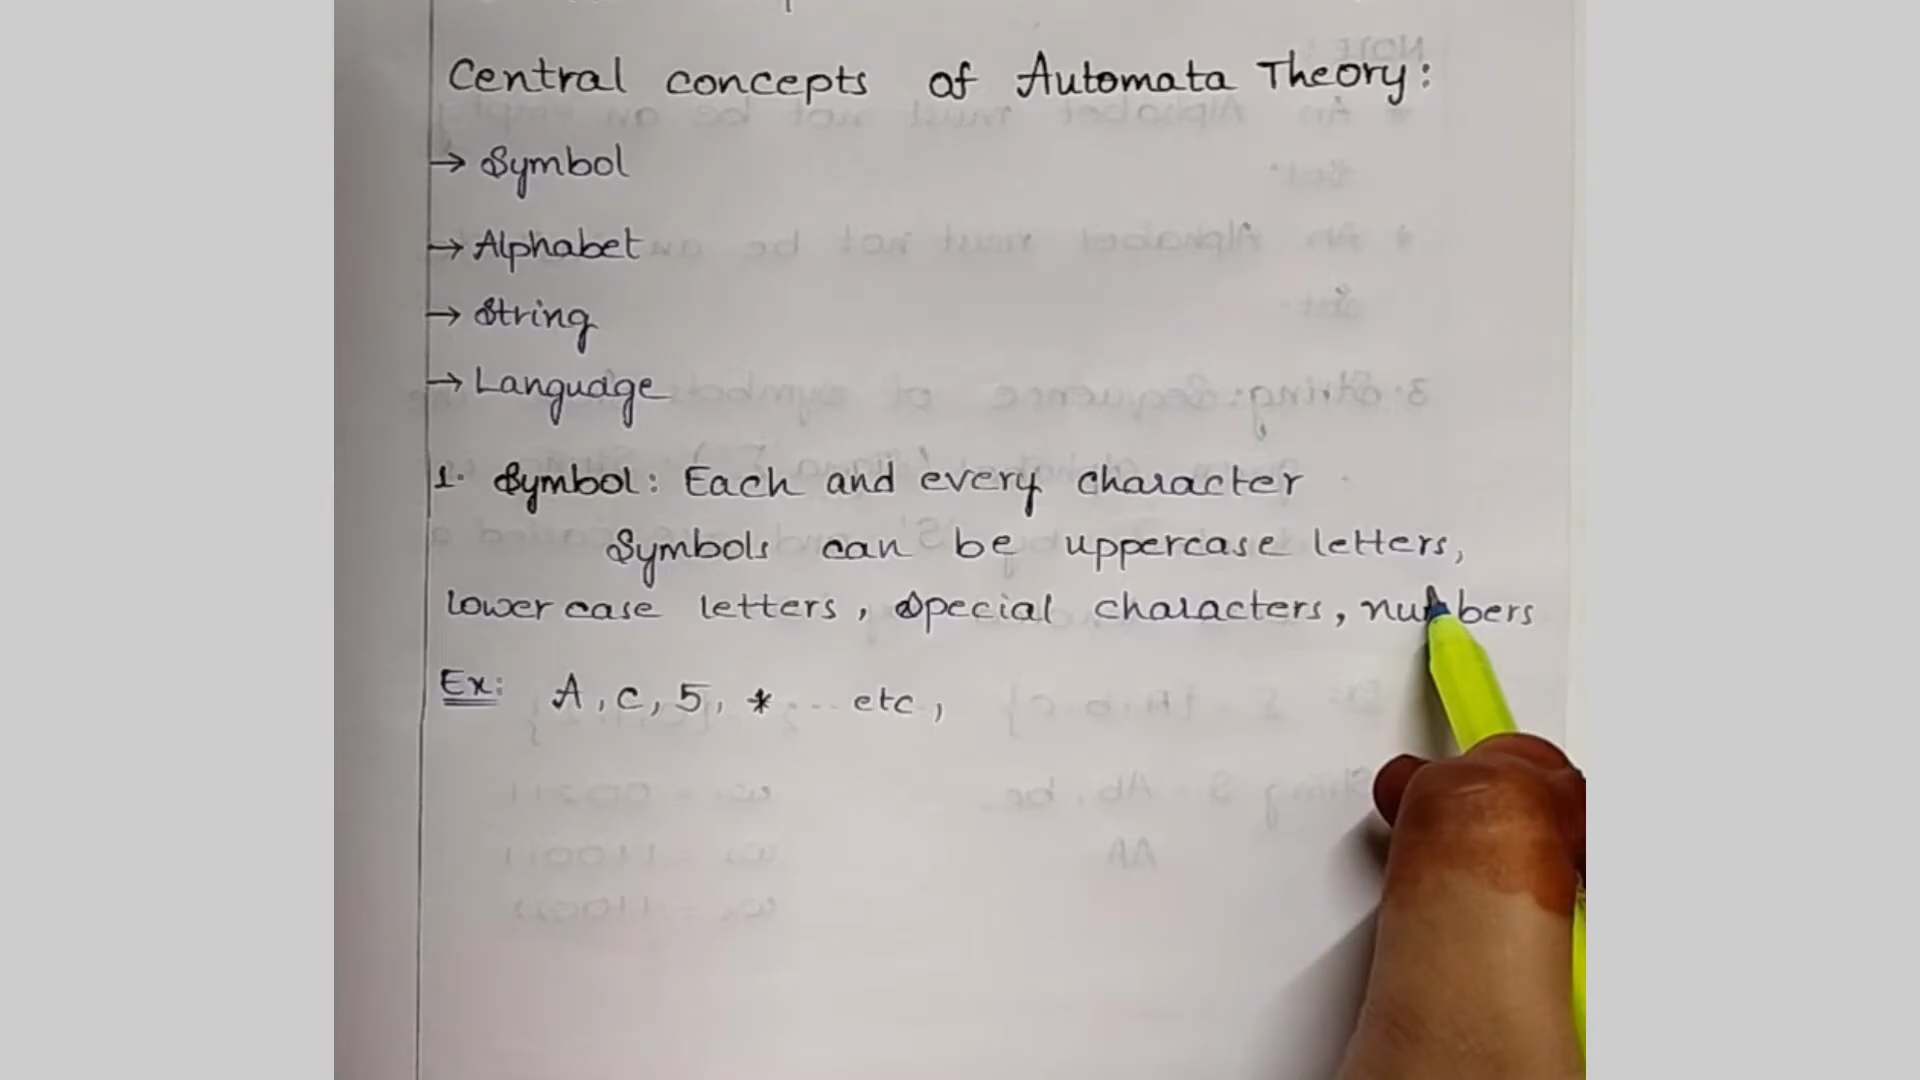 Central concepts of Automata Theory:
→ Symbol
→ Alphabet
→ String
→ Language
1. Symbol: Each and every character
Symbols can be uppercase letters,
lower case letters, special characters, numbers
Ex: A, c, 5, * ... etc,